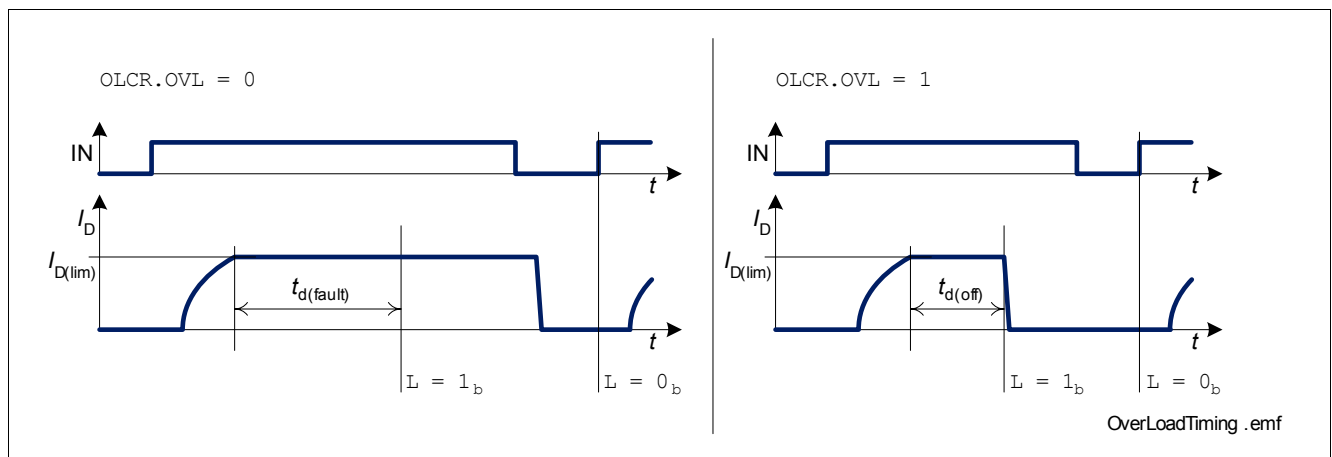 OLCR.OVL = 0
IN
t
I_D
I_D(lim)
t_d(fault)
t
L = 1_b
L = 0_b
OLCR.OVL = 1
IN
t
I_D
I_D(lim)
t_d(off)
t
L = 1_b
L = 0_b
OverLoadTiming .emf